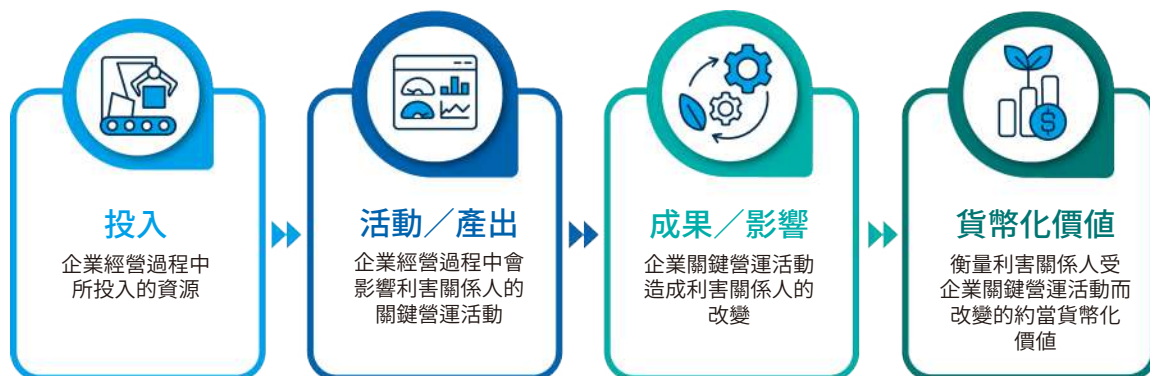 投入
企業經營過程中
所投入的資源
活動／產出
企業經營過程中會
影響利害關係人的
關鍵營運活動
成果／影響
企業關鍵營運活動
造成利害關係人的
改變
貨幣化價值
衡量利害關係人受
企業關鍵營運活動而
改變的約當貨幣化
價值
$